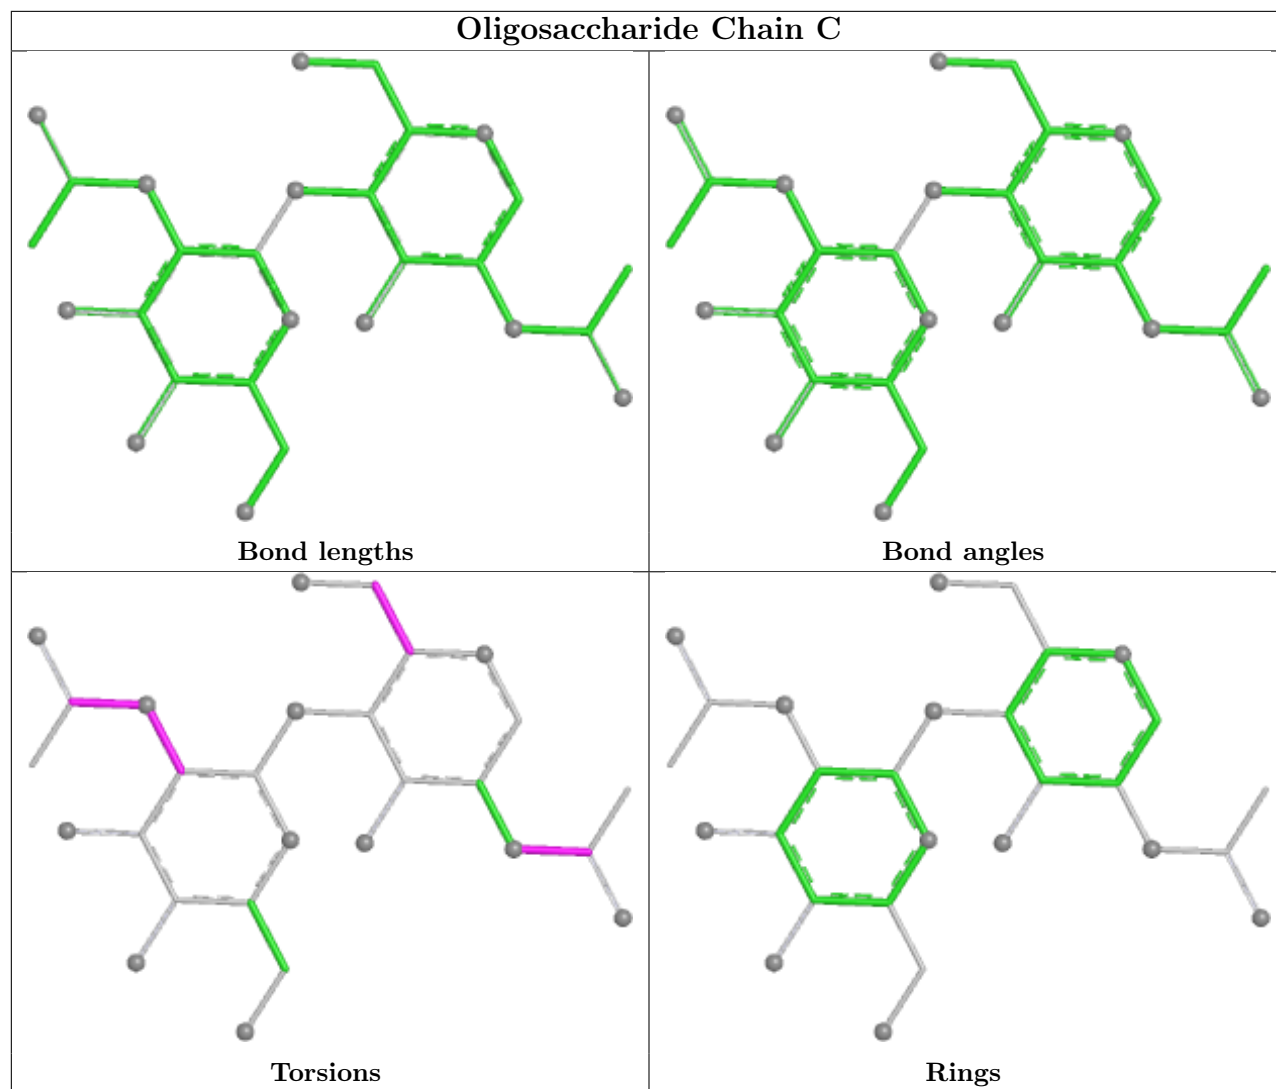 Oligosaccharide Chain C
Bond lengths
Bond angles
Torsions
Rings